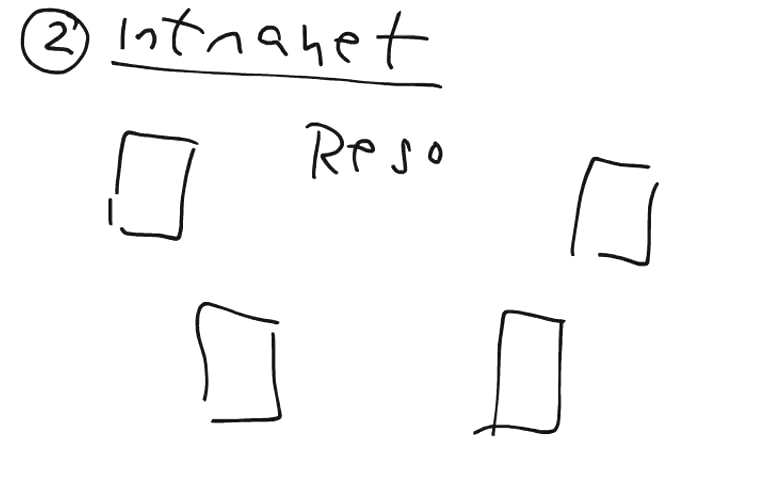 ② Intranet
Reso